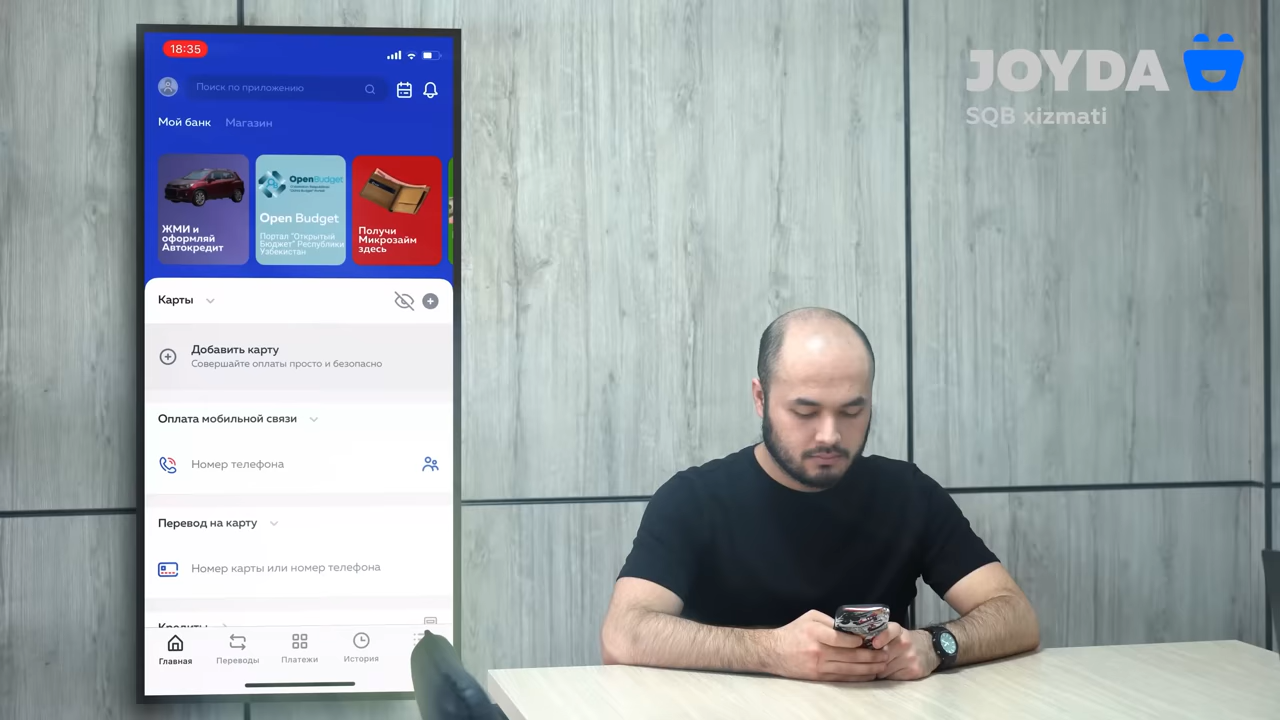 18:35
Поиск по приложению
Мой банк
Магазин
ЖМИ и
оформляй
Автокредит
OpenBudget
Open Budget
Портал "Открытый
Бюджет" Республики
Узбекистан
Получи
Микрозайм
здесь
Карты
Добавить карту
Совершайте оплаты просто и безопасно
Оплата мобильной связи
Номер телефона
Перевод на карту
Номер карты или номер телефона
Кредиты
Главная
Переводы
Платежи
История
JOYDA
SQB xizmati